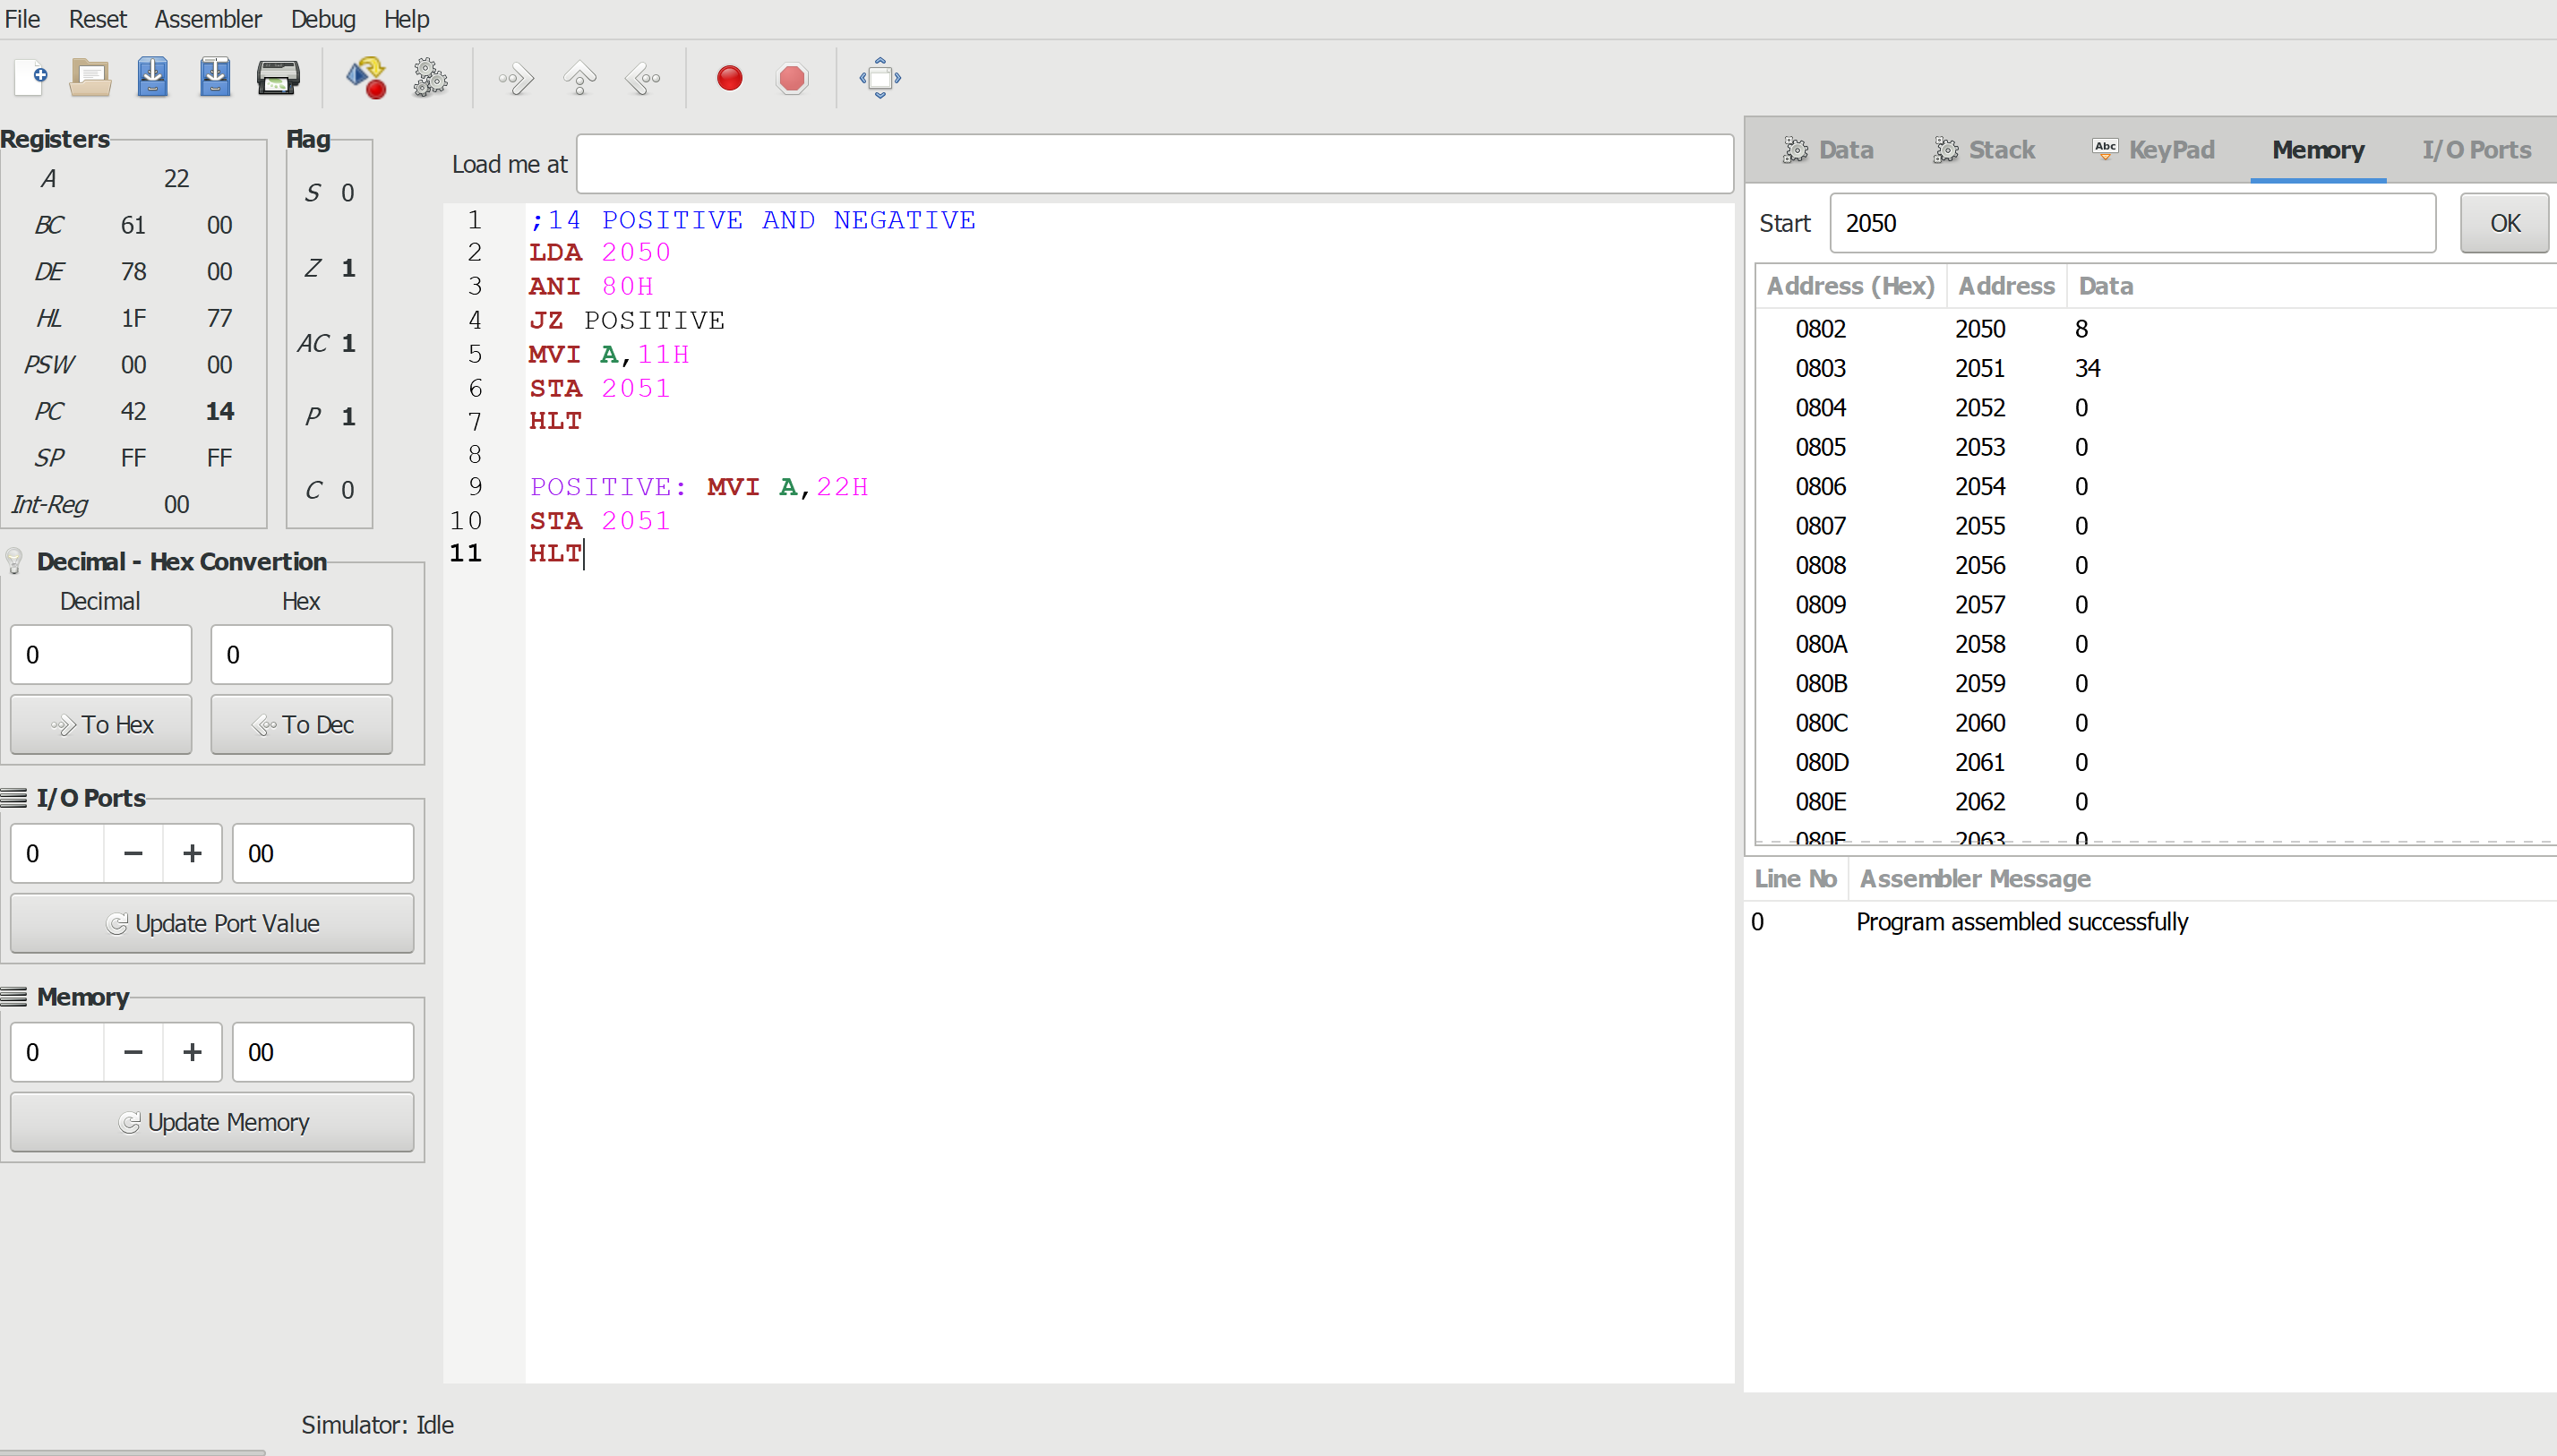 File Reset Assembler Debug Help
Registers
A 22
BC 61 00
DE 78 00
HL 1F 77
PSW 00 00
PC 42 14
SP FF FF
Int-Reg 00
Flag
S 0
Z 1
AC 1
P 1
C 0
Decimal - Hex Convertion
Decimal Hex
0 0
To Hex To Dec
I/O Ports
0 − + 00
Update Port Value
Memory
0 − + 00
Update Memory
Load me at
1 ;14 POSITIVE AND NEGATIVE
2 LDA 2050
3 ANI 80H
4 JZ POSITIVE
5 MVI A,11H
6 STA 2051
7 HLT
8
9 POSITIVE: MVI A,22H
10 STA 2051
11 HLT
Data Stack Abc KeyPad Memory I/O Ports
Start 2050 OK
Address (Hex) Address Data
0802 2050 8
0803 2051 34
0804 2052 0
0805 2053 0
0806 2054 0
0807 2055 0
0808 2056 0
0809 2057 0
080A 2058 0
080B 2059 0
080C 2060 0
080D 2061 0
080E 2062 0
080F 2063 0
Line No Assembler Message
0 Program assembled successfully
Simulator: Idle